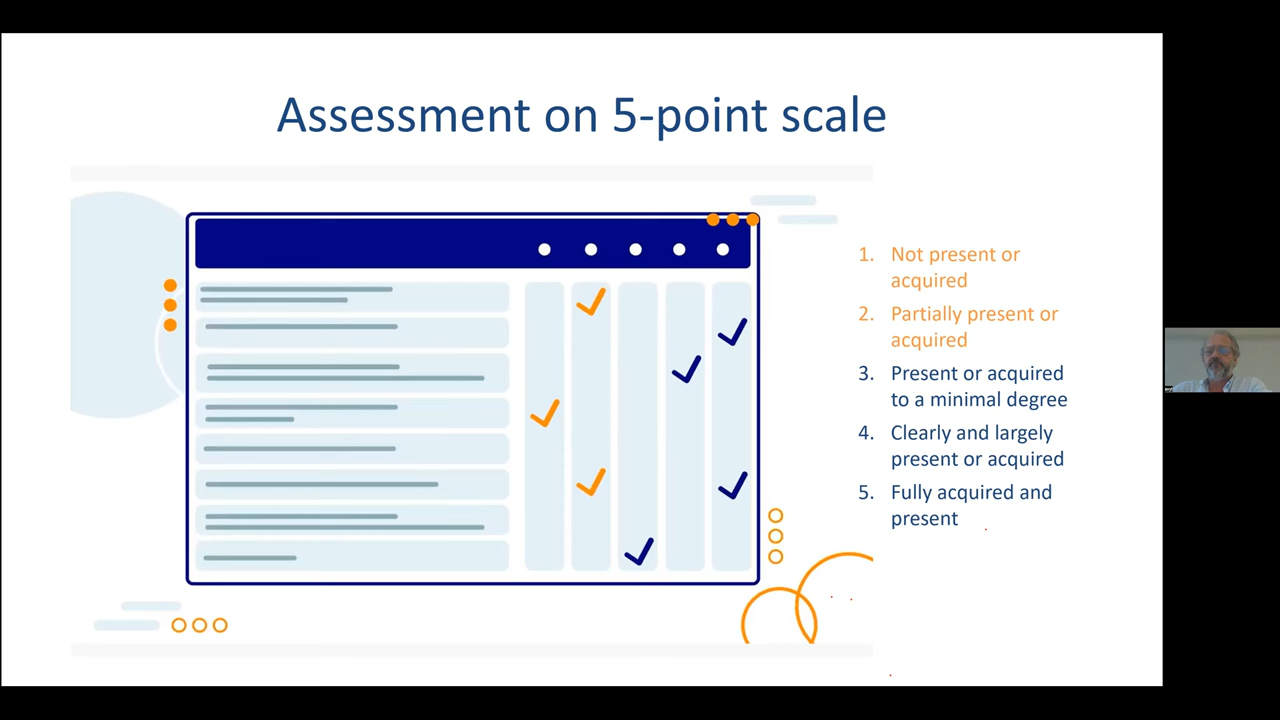 Assessment on 5-point scale
1. Not present or
acquired
2. Partially present or
acquired
3. Present or acquired
to a minimal degree
4. Clearly and largely
present or acquired
5. Fully acquired and
present